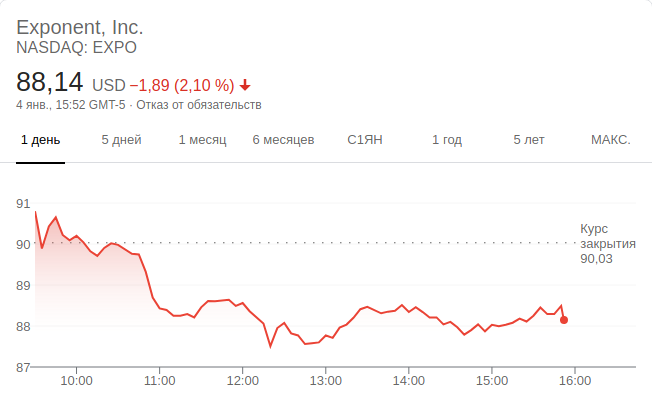 Exponent, Inc.
NASDAQ: EXPO
88,14 USD −1,89 (2,10 %)
4 янв., 15:52 GMT-5 · Отказ от обязательств
1 день 5 дней 1 месяц 6 месяцев С1ЯН 1 год 5 лет МАКС.
91
90
89
88
87
Курс
закрытия
90,03
10:00 11:00 12:00 13:00 14:00 15:00 16:00